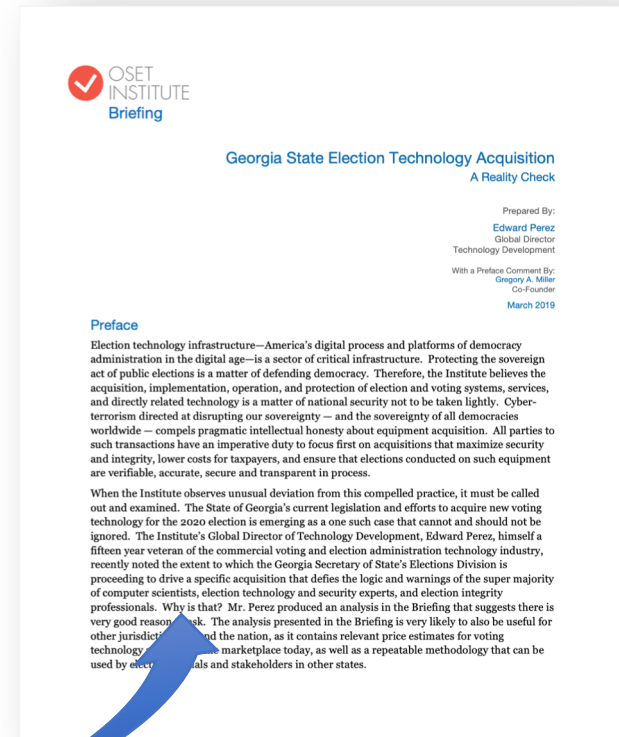 OSET
INSTITUTE
Briefing
Georgia State Election Technology Acquisition
A Reality Check
Prepared By:
Edward Perez
Global Director
Technology Development
With a Preface Comment By:
Gregory A. Miller
Co-Founder
March 2019
Preface
Election technology infrastructure—America's digital process and platforms of democracy
administration in the digital age—is a sector of critical infrastructure. Protecting the sovereign
act of public elections is a matter of defending democracy. Therefore, the Institute believes the
acquisition, implementation, operation, and protection of election and voting systems, services,
and directly related technology is a matter of national security not to be taken lightly. Cyber-
terrorism directed at disrupting our sovereignty — and the sovereignty of all democracies
worldwide — compels pragmatic intellectual honesty about equipment acquisition. All parties to
such transactions have an imperative duty to focus first on acquisitions that maximize security
and integrity, lower costs for taxpayers, and ensure that elections conducted on such equipment
are verifiable, accurate, secure and transparent in process.
When the Institute observes unusual deviation from this compelled practice, it must be called
out and examined. The State of Georgia's current legislation and efforts to acquire new voting
technology for the 2020 election is emerging as a one such case that cannot and should not be
ignored. The Institute's Global Director of Technology Development, Edward Perez, himself a
fifteen year veteran of the commercial voting and election administration technology industry,
recently noted the extent to which the Georgia Secretary of State's Elections Division is
proceeding to drive a specific acquisition that defies the logic and warnings of the super majority
of computer scientists, election technology and security experts, and election integrity
professionals. Why is that? Mr. Perez produced an analysis in the Briefing that suggests there is
very good reason The analysis presented in the Briefing is very likely to also be useful for
other the nation, as it contains relevant price estimates for voting
technology marketplace today, as well as a repeatable methodology that can be
used by and stakeholders in other states.